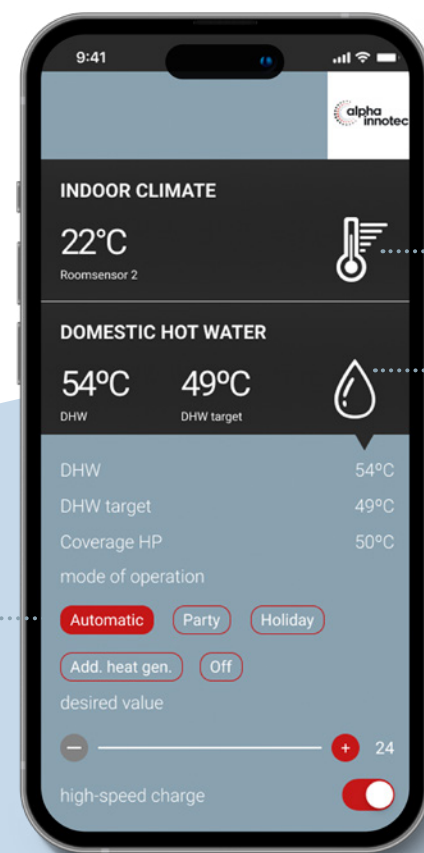 9:41
alpha
innotec
INDOOR CLIMATE
22°C
Roomsensor 2
DOMESTIC HOT WATER
54ºC 49ºC
DHW DHW target
DHW 54ºC
DHW target 49ºC
Coverage HP 50ºC
mode of operation
Automatic Party Holiday
Add. heat gen. Off
desired value
− + 24
high-speed charge